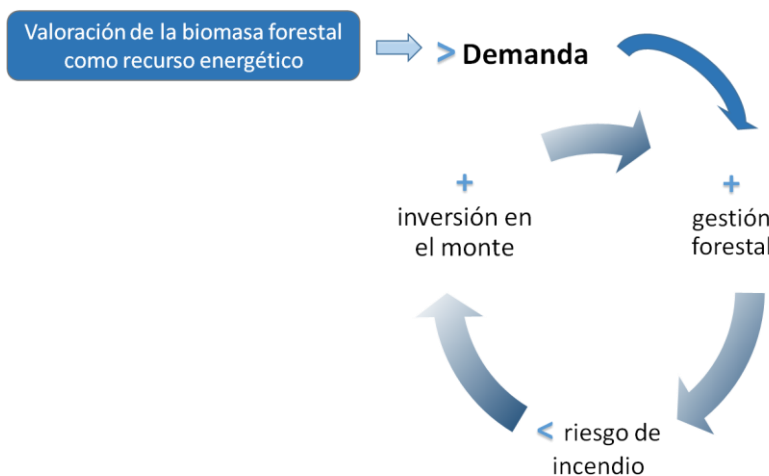 Valoración de la biomasa forestal
como recurso energético
> Demanda
+
inversión en
el monte
+
gestión
forestal
< riesgo de
incendio